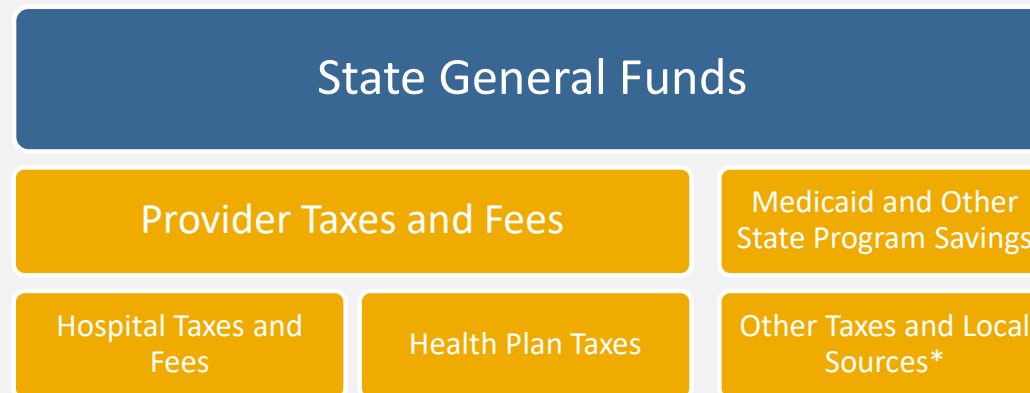 State General Funds
Provider Taxes and Fees
Medicaid and Other
State Program Savings
Hospital Taxes and
Fees
Health Plan Taxes
Other Taxes and Local
Sources*